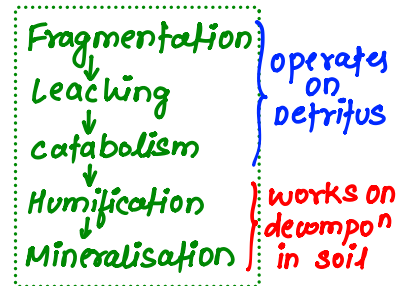 Fragmentation
Leaching
catabolism
Humification
Mineralisation
operates
on
Detritus
works on
decompoⁿ
in soil